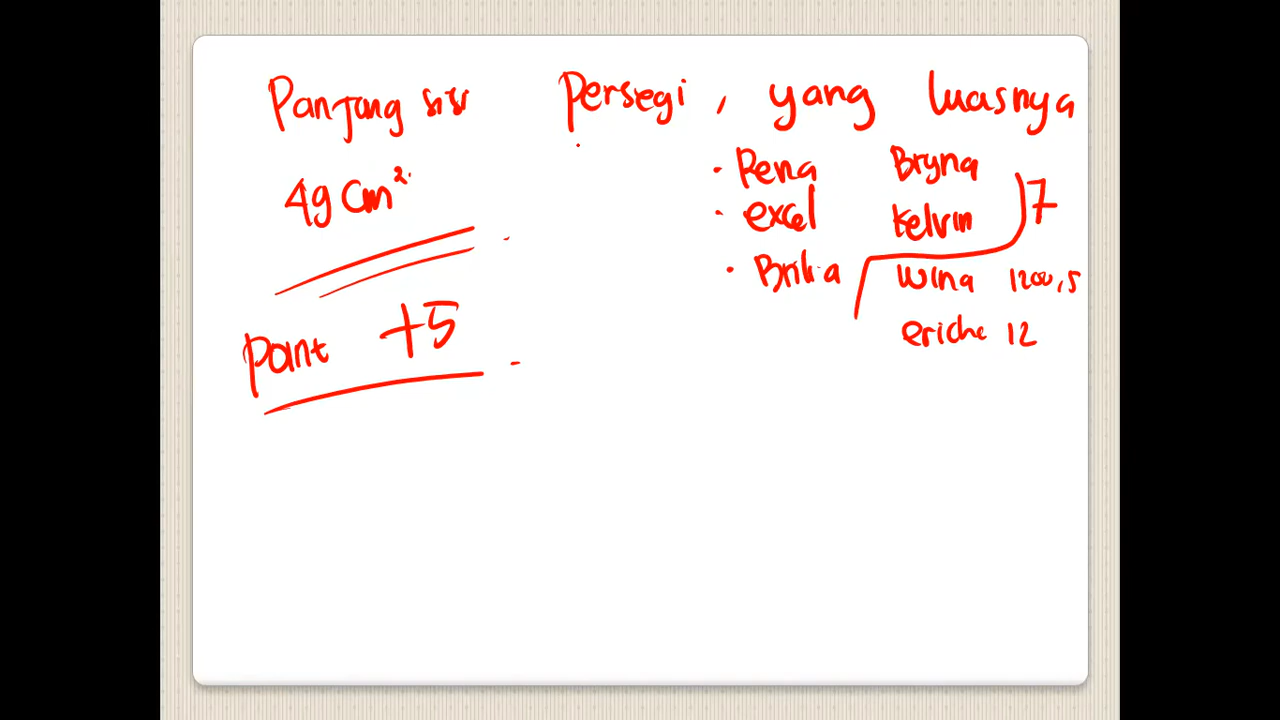 Panjang sisi Persegi, yang luasnya
49 cm²
· Rena Bryna
· excel Kelvin ) 7
· Brilia wina 1200,5
eriche 12
Point +5